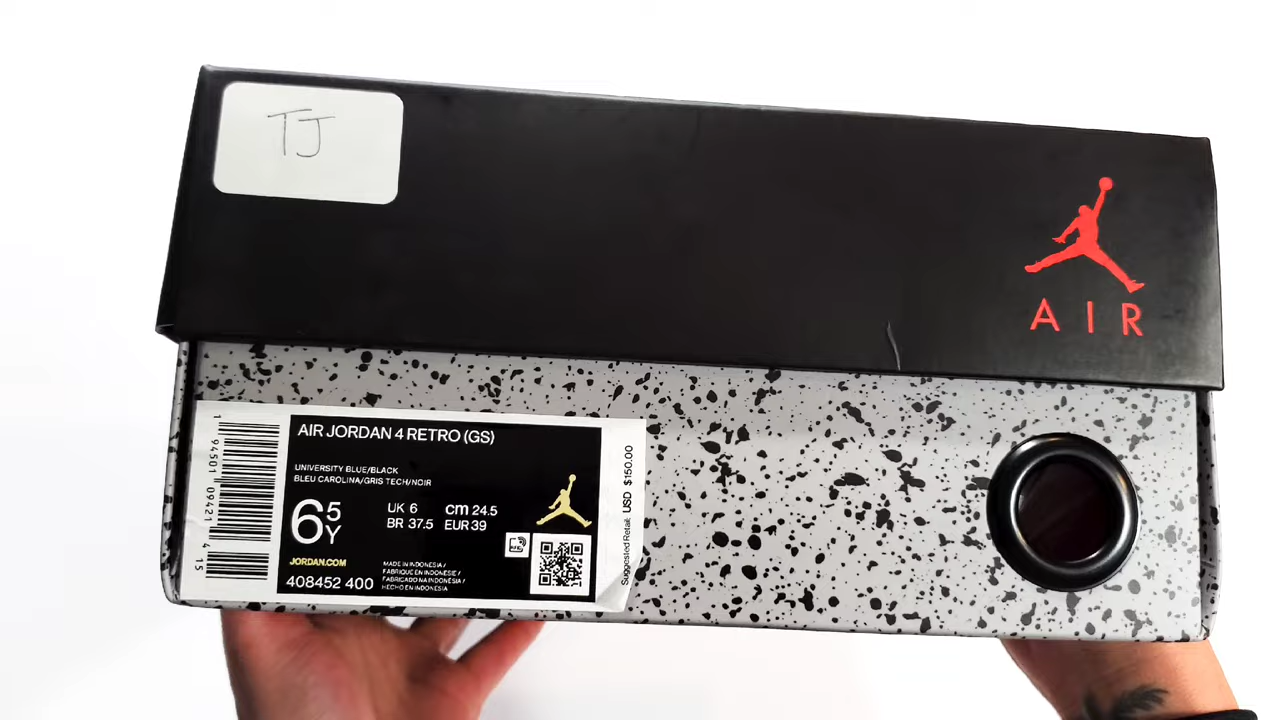 TJ
AIR
AIR JORDAN 4 RETRO (GS)
UNIVERSITY BLUE/BLACK
BLEU CAROLINA/GRIS TECH/NOIR
6 5 Y
UK 6
cm 24.5
BR 37.5
EUR 39
JORDAN.COM
408452 400
MADE IN INDONESIA /
FABRIQUE EN INDONESIE /
FABRICADO NA INDONESIA /
HECHO EN INDONESIA
Suggested Retail USD $150.00
1 94501 09421 4 15